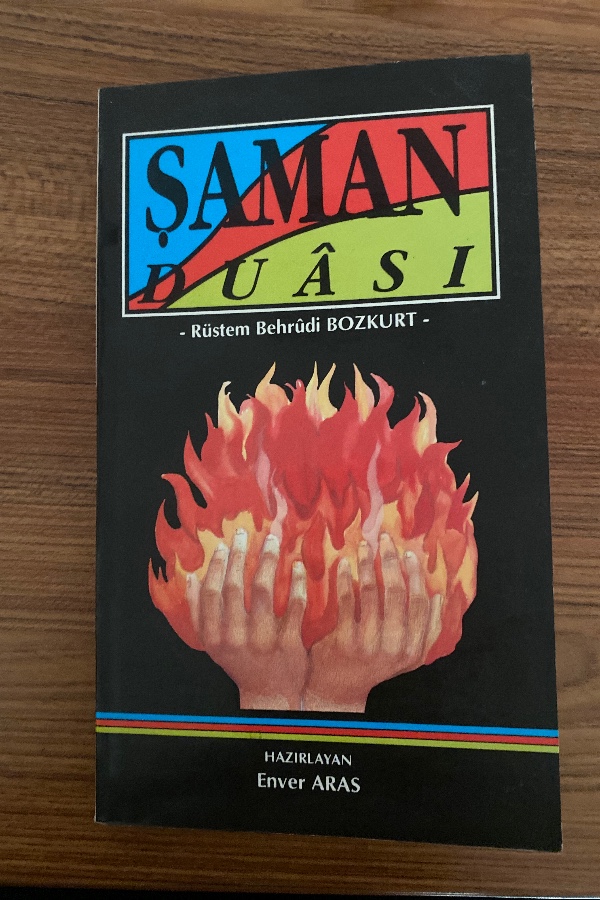 ŞAMAN
DUÂSI
- Rüstem Behrûdi BOZKURT -
HAZIRLAYAN
Enver ARAS